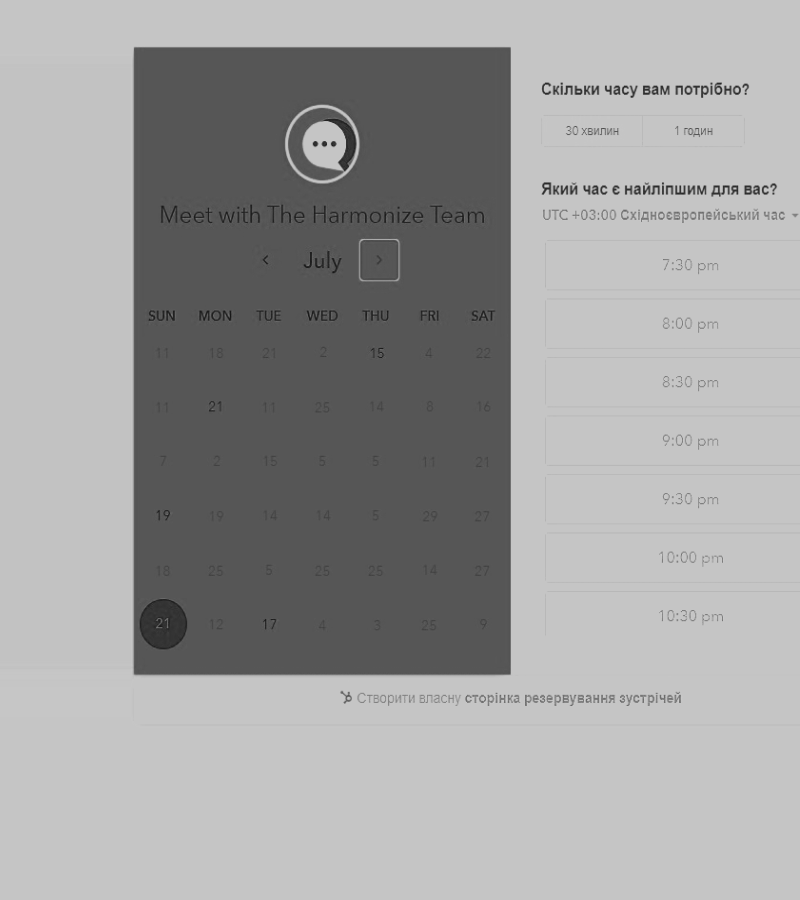 Meet with The Harmonize Team
July
SUN MON TUE WED THU FRI SAT
11 18 21 2 15 4 22
11 21 11 25 14 8 16
7 2 15 5 5 11 21
19 19 14 14 5 29 27
18 25 5 25 25 14 27
21 12 17 4 3 25 9
Скільки часу вам потрібно?
30 хвилин 1 годин
Який час є найліпшим для вас?
UTC +03:00 Східноєвропейський час
7:30 pm
8:00 pm
8:30 pm
9:00 pm
9:30 pm
10:00 pm
10:30 pm
Створити власну сторінка резервування зустрічей